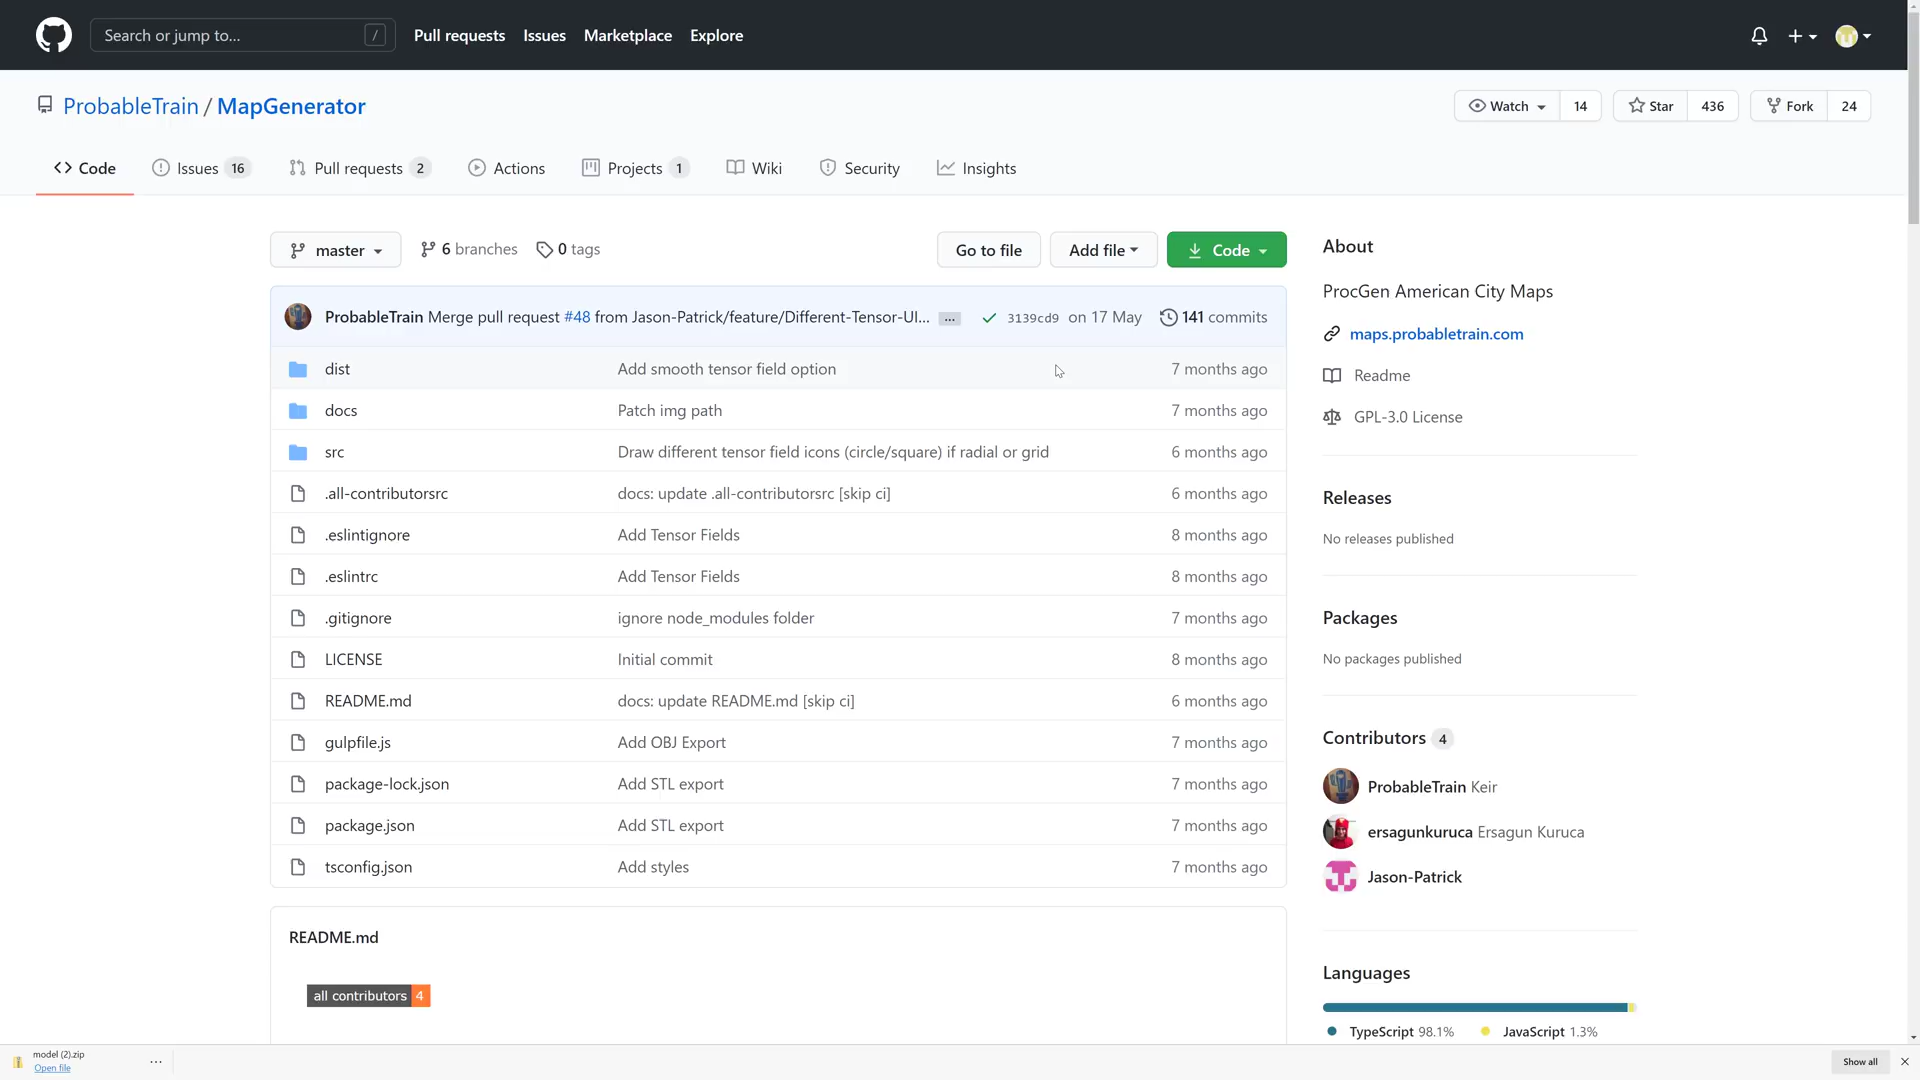 Search or jump to... /
Pull requests Issues Marketplace Explore
ProbableTrain / MapGenerator
Watch 14 Star 436 Fork 24
Code Issues 16 Pull requests 2 Actions Projects 1 Wiki Security Insights
master 6 branches 0 tags Go to file Add file Code
ProbableTrain Merge pull request #48 from Jason-Patrick/feature/Different-Tensor-UI... ... 3139cd9 on 17 May 141 commits
dist Add smooth tensor field option 7 months ago
docs Patch img path 7 months ago
src Draw different tensor field icons (circle/square) if radial or grid 6 months ago
.all-contributorsrc docs: update .all-contributorsrc [skip ci] 6 months ago
.eslintignore Add Tensor Fields 8 months ago
.eslintrc Add Tensor Fields 8 months ago
.gitignore ignore node_modules folder 7 months ago
LICENSE Initial commit 8 months ago
README.md docs: update README.md [skip ci] 6 months ago
gulpfile.js Add OBJ Export 7 months ago
package-lock.json Add STL export 7 months ago
package.json Add STL export 7 months ago
tsconfig.json Add styles 7 months ago
README.md
all contributors 4
About
ProcGen American City Maps
maps.probabletrain.com
Readme
GPL-3.0 License
Releases
No releases published
Packages
No packages published
Contributors 4
ProbableTrain Keir
ersagunkuruca Ersagun Kuruca
Jason-Patrick
Languages
TypeScript 98.1% JavaScript 1.3%
model (2).zip
Open file
...
Show all